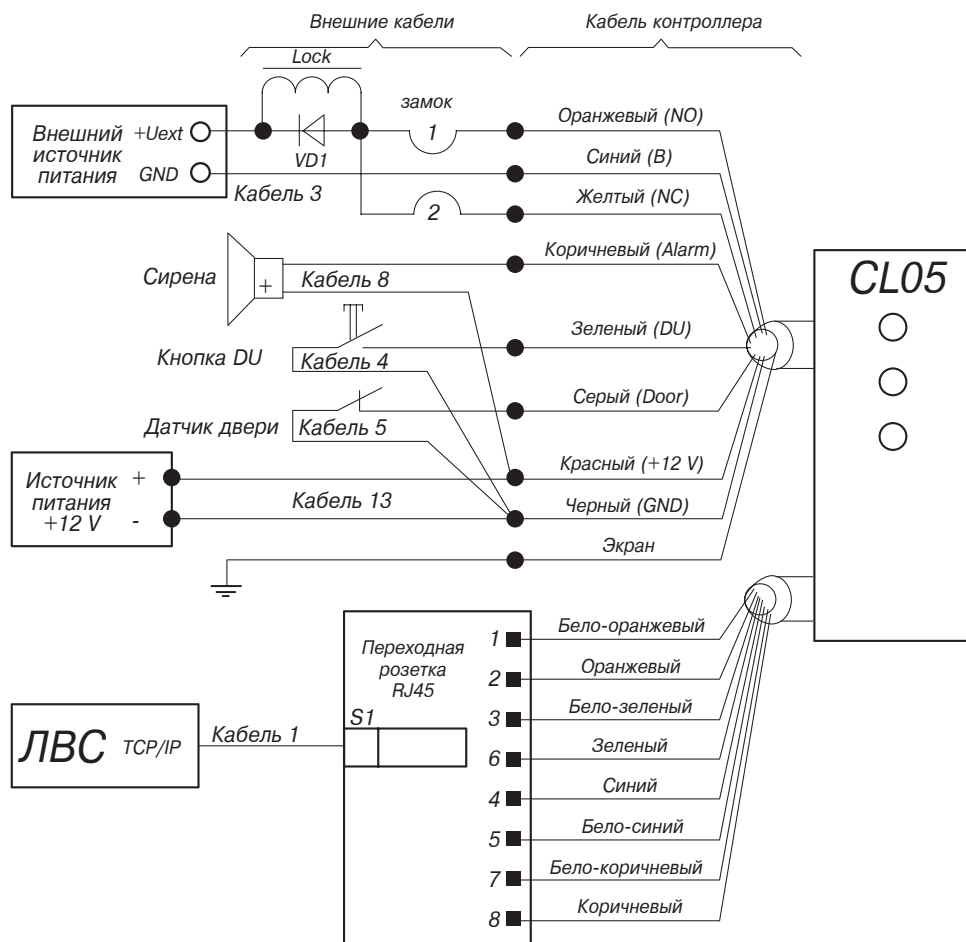 Внешние кабели
Кабель контроллера
Lock
замок
Внешний источник питания
+Uext
GND
VD1
1
2
Кабель 3
Оранжевый (NO)
Синий (B)
Желтый (NC)
Коричневый (Alarm)
CL05
Сирена
+
Кабель 8
Зеленый (DU)
Кнопка DU
Кабель 4
Серый (Door)
Датчик двери
Кабель 5
Красный (+12 V)
Источник питания +12 V
+
-
Кабель 13
Черный (GND)
Экран
Переходная
розетка
RJ45
S1
ЛВС TCP/IP
Кабель 1
1 Бело-оранжевый
2 Оранжевый
3 Бело-зеленый
6 Зеленый
4 Синий
5 Бело-синий
7 Бело-коричневый
8 Коричневый